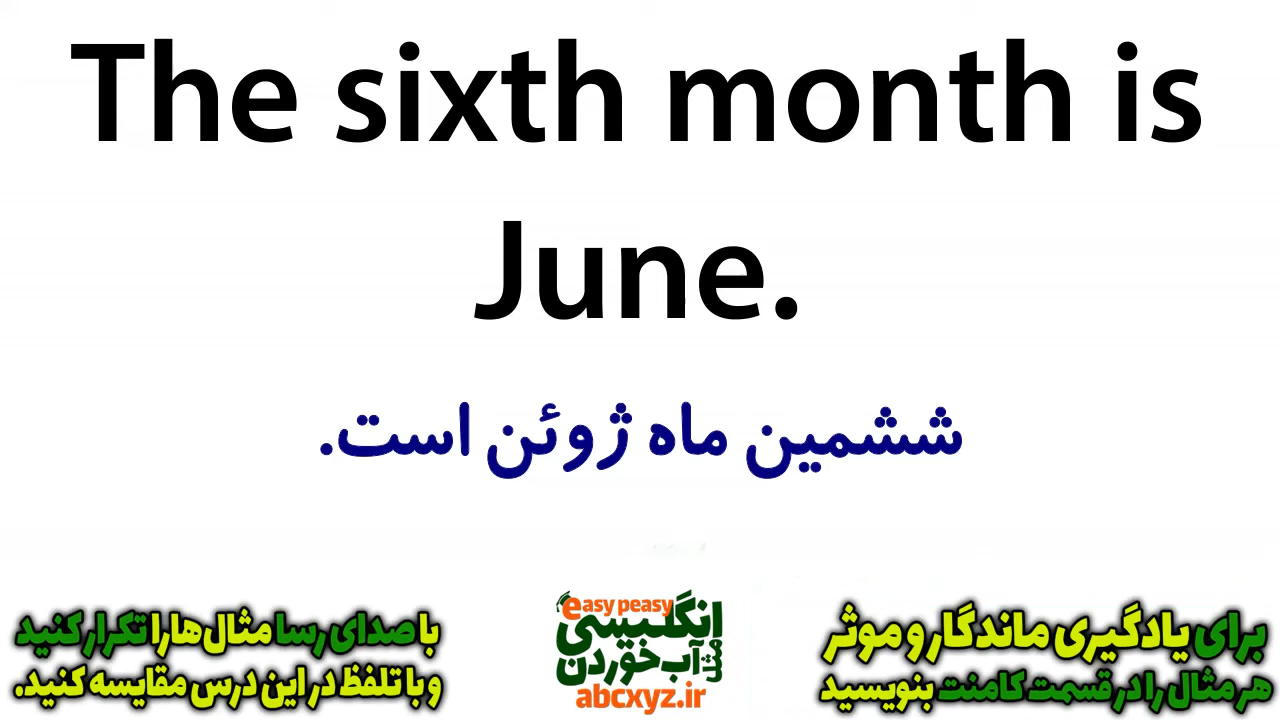 The sixth month is
June.
ششمین ماه ژوئن است.
برای یادگیری ماندگار و موثر
هر مثال را در قسمت کامنت بنویسید
easy peasy
انگلیسی
مثل
آب خوردن
abcxyz.ir
با صدای رسا مثال‌ها را تکرار کنید
و با تلفظ در این درس مقایسه کنید.